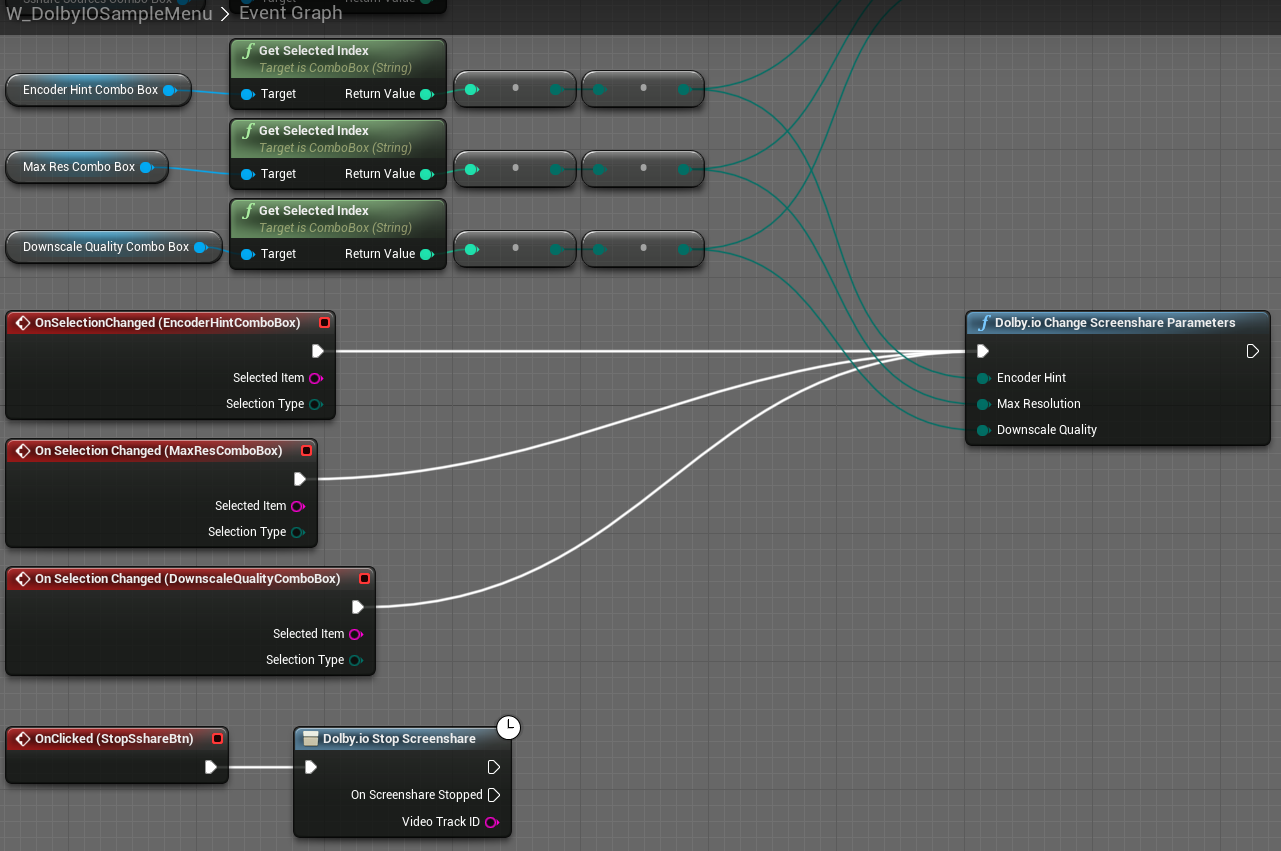 Sshare Sources Combo Box
Target Return Value
W_DolbyIOSampleMenu > Event Graph
Encoder Hint Combo Box
f Get Selected Index
Target is ComboBox (String)
Target Return Value
Max Res Combo Box
f Get Selected Index
Target is ComboBox (String)
Target Return Value
Downscale Quality Combo Box
f Get Selected Index
Target is ComboBox (String)
Target Return Value
OnSelectionChanged (EncoderHintComboBox)
Selected Item
Selection Type
f Dolby.io Change Screenshare Parameters
Encoder Hint
Max Resolution
Downscale Quality
On Selection Changed (MaxResComboBox)
Selected Item
Selection Type
On Selection Changed (DownscaleQualityComboBox)
Selected Item
Selection Type
OnClicked (StopSshareBtn)
Dolby.io Stop Screenshare
On Screenshare Stopped
Video Track ID